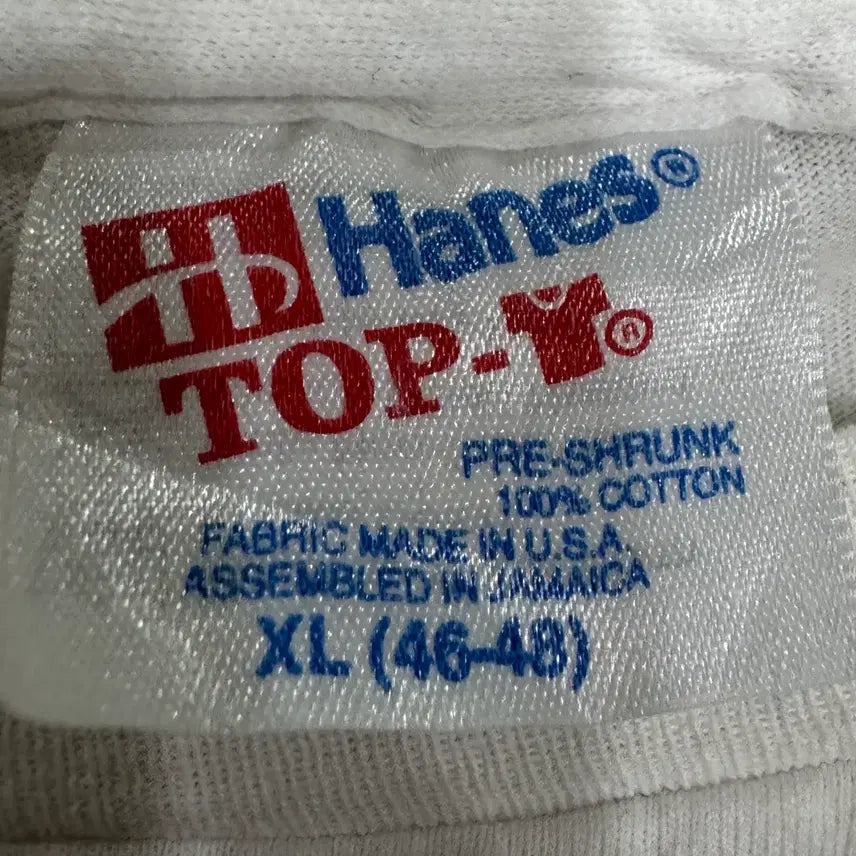 Hanes®
TOP-®
PRE-SHRUNK
100% COTTON
FABRIC MADE IN U.S.A.
ASSEMBLED IN JAMAICA
XL (46-48)